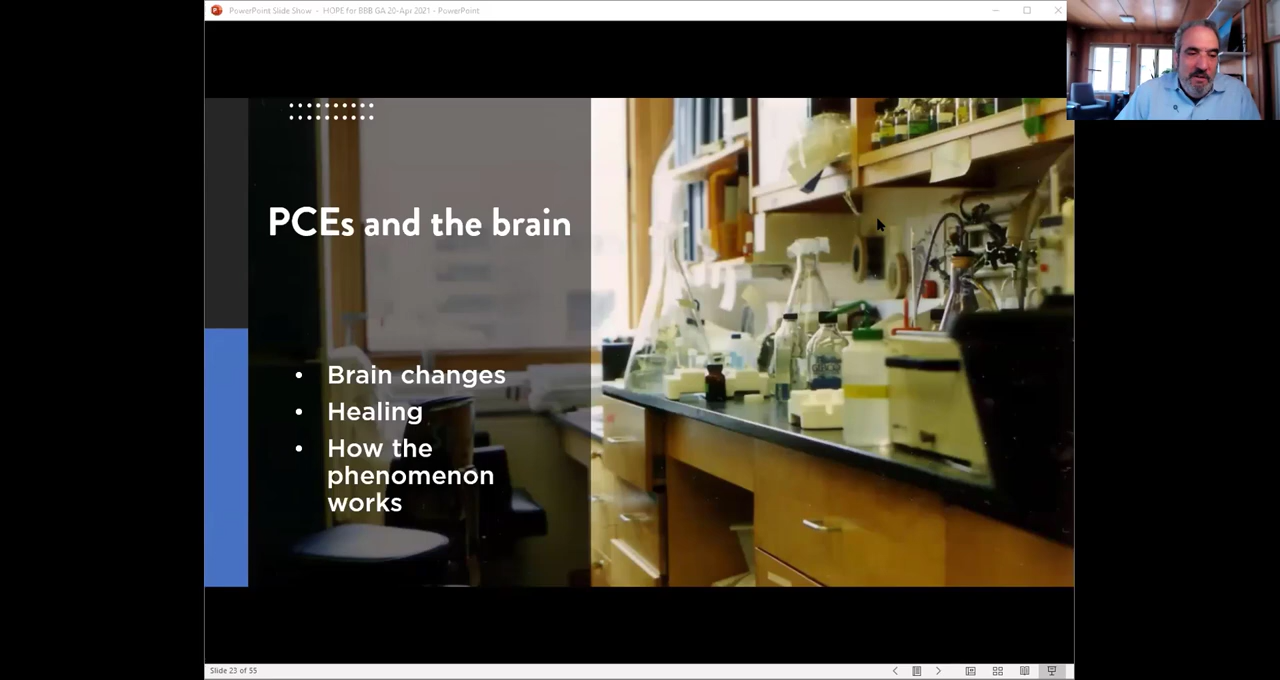 PowerPoint Slide Show - HOPE for BBB GA 20-Apr 2021 - PowerPoint
PCEs and the brain
• Brain changes
• Healing
• How the
phenomenon
works
Slide 23 of 55